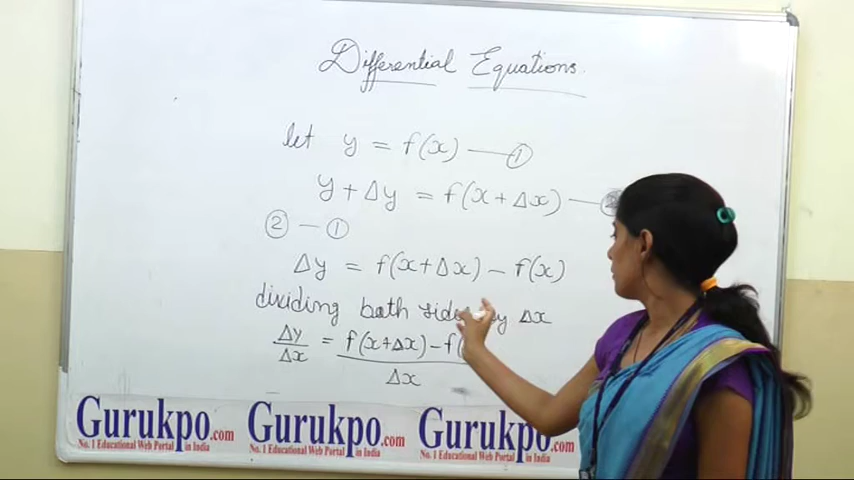 Differential Equations.
let y = f(x) — ①
y + Δy = f(x + Δx) — ②
② — ①
Δy = f(x+Δx) – f(x)
dividing both sides by Δx
Δy/Δx = f(x+Δx) – f
Δx
Gurukpo.com Gurukpo.com Gurukpo.com
No. 1 Educational Web Portal in India No. 1 Educational Web Portal in India No. 1 Educational Web Portal in India